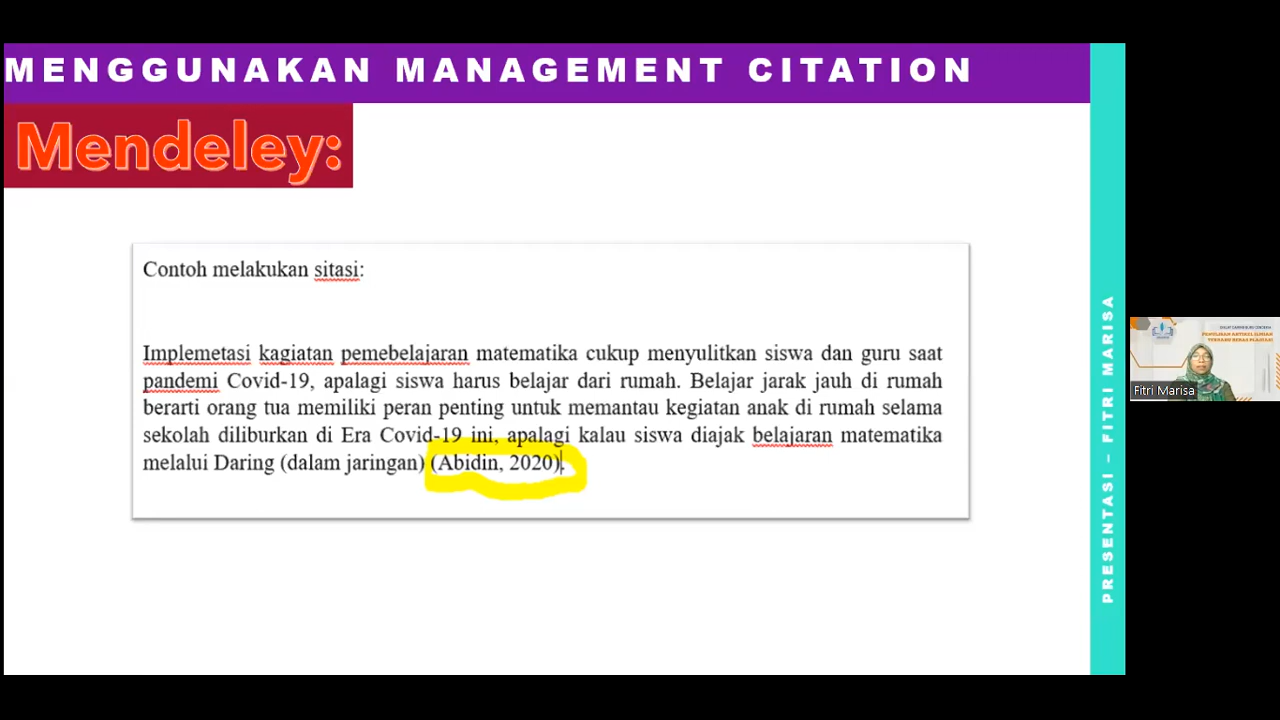 MENGGUNAKAN MANAGEMENT CITATION
Mendeley:
Contoh melakukan sitasi:
Implemetasi kagiatan pemebelajaran matematika cukup menyulitkan siswa dan guru saat
pandemi Covid-19, apalagi siswa harus belajar dari rumah. Belajar jarak jauh di rumah
berarti orang tua memiliki peran penting untuk memantau kegiatan anak di rumah selama
sekolah diliburkan di Era Covid-19 ini, apalagi kalau siswa diajak belajaran matematika
melalui Daring (dalam jaringan) (Abidin, 2020).
PRESENTASI – FITRI MARISA
Fitri Marisa